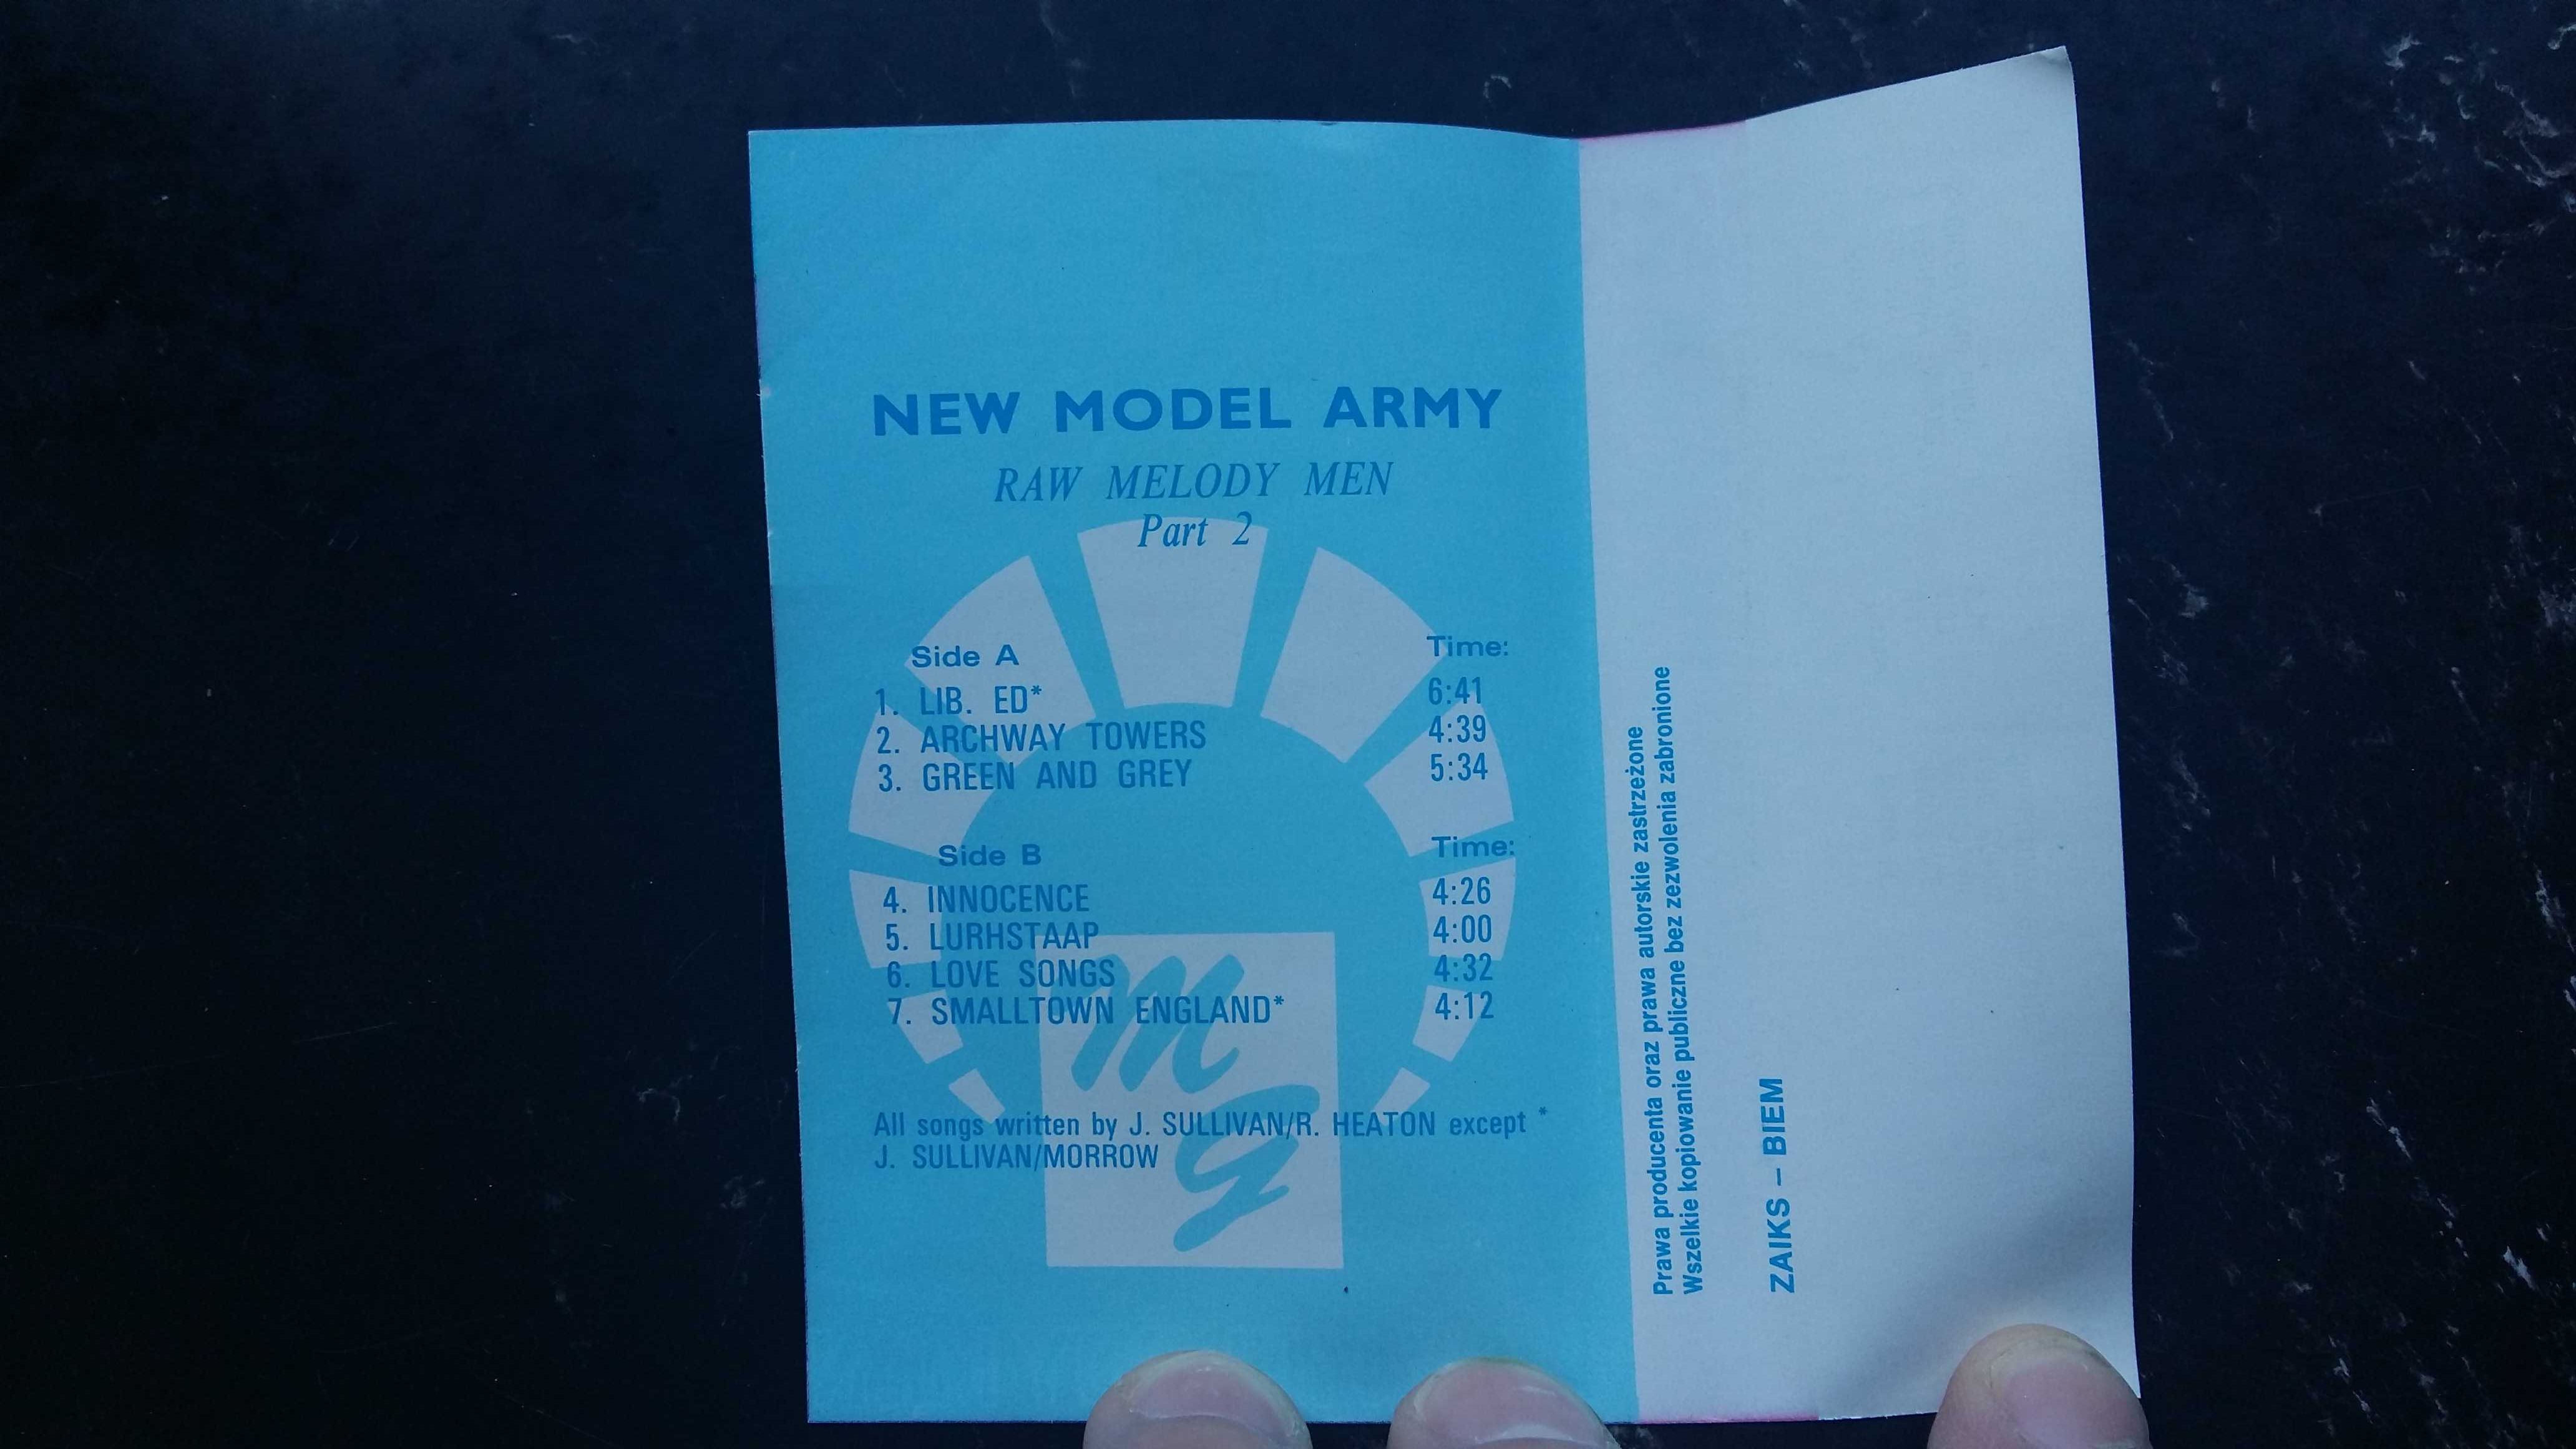 NEW MODEL ARMY
RAW MELODY MEN
Part 2
Side A Time:
1. LIB. ED* 6:41
2. ARCHWAY TOWERS 4:39
3. GREEN AND GREY 5:34
Side B Time:
4. INNOCENCE 4:26
5. LURHSTAAP 4:00
6. LOVE SONGS 4:32
7. SMALLTOWN ENGLAND* 4:12
MG
All songs written by J. SULLIVAN/R. HEATON except *
J. SULLIVAN/MORROW
Prawa producenta oraz prawa autorskie zastrzeżone
Wszelkie kopiowanie publiczne bez zezwolenia zabronione
ZAIKS – BIEM